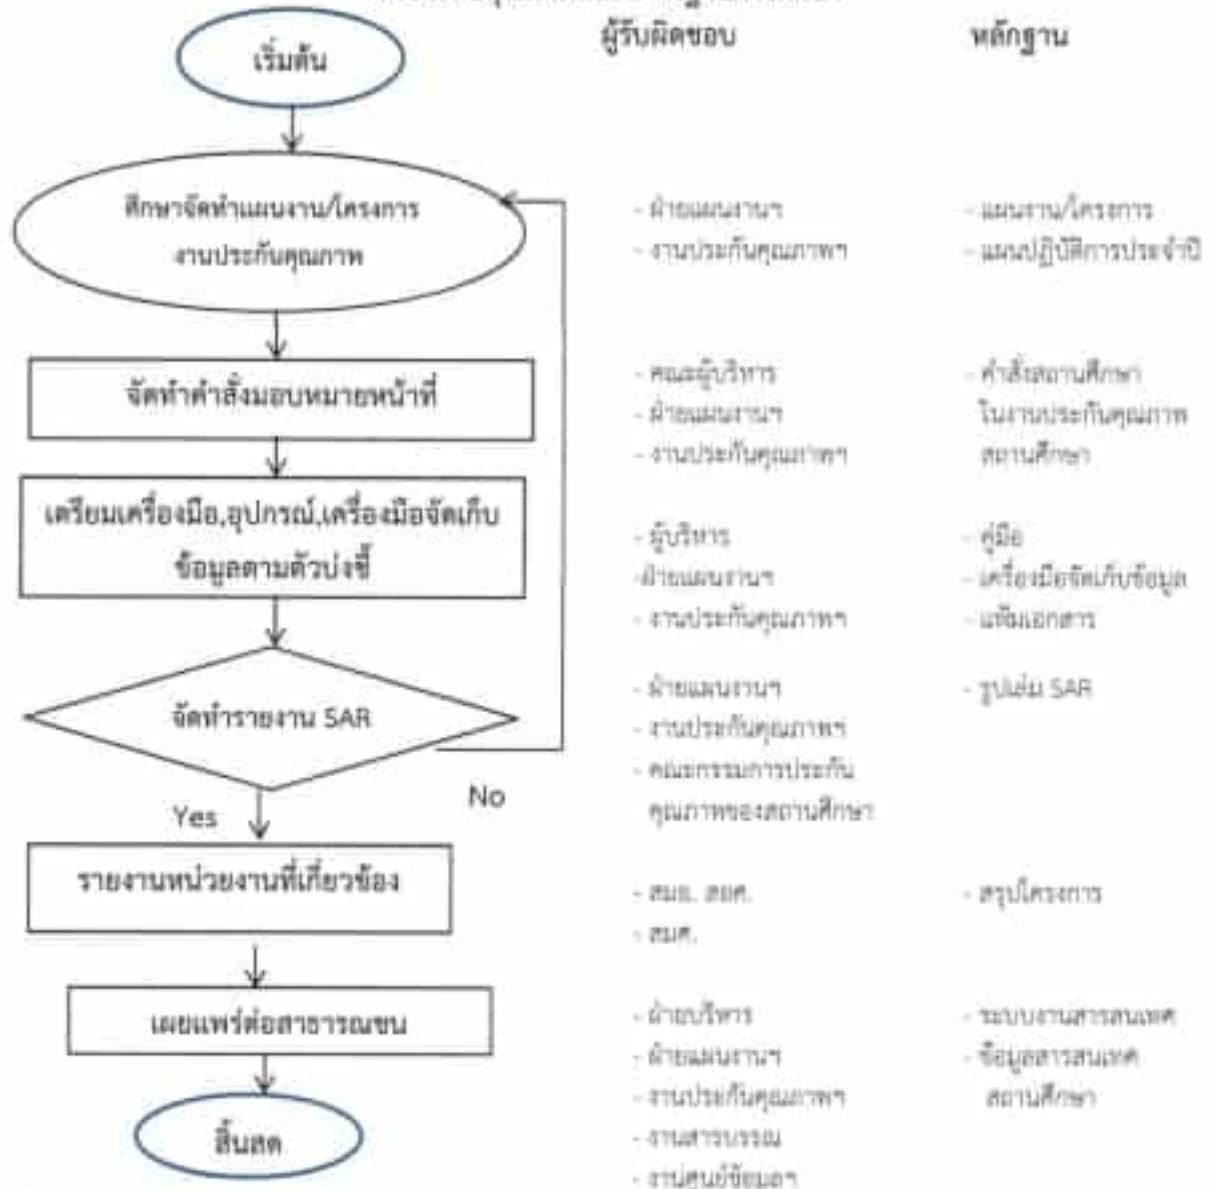 ผู้รับผิดชอบ
หลักฐาน
เริ่มต้น
ศึกษาจัดทำแผนงาน/โครงการ
งานประกันคุณภาพ
- ฝ่ายแผนงานฯ
- งานประกันคุณภาพฯ
- แผนงาน/โครงการ
- แผนปฏิบัติการประจำปี
จัดทำคำสั่งมอบหมายหน้าที่
- คณะผู้บริหาร
- ฝ่ายแผนงานฯ
- งานประกันคุณภาพฯ
- คำสั่งสถานศึกษา
ในงานประกันคุณภาพ
สถานศึกษา
เตรียมเครื่องมือ,อุปกรณ์,เครื่องมือจัดเก็บ
ข้อมูลตามตัวบ่งชี้
- ผู้บริหาร
-ฝ่ายแผนงานฯ
- งานประกันคุณภาพฯ
- คู่มือ
- เครื่องมือจัดเก็บข้อมูล
- แฟ้มเอกสาร
จัดทำรายงาน SAR
- ฝ่ายแผนงานฯ
- งานประกันคุณภาพฯ
- คณะกรรมการประกัน
คุณภาพของสถานศึกษา
- รูปเล่ม SAR
Yes
No
รายงานหน่วยงานที่เกี่ยวข้อง
- สมศ.
- สรุปโครงการ
เผยแพร่ต่อสาธารณชน
- ฝ่ายบริหาร
- ฝ่ายแผนงานฯ
- งานประกันคุณภาพฯ
- งานสารบรรณ
- งานศูนย์ข้อมูลฯ
- ระบบงานสารสนเทศ
- ข้อมูลสารสนเทศ
สถานศึกษา
สิ้นสุด